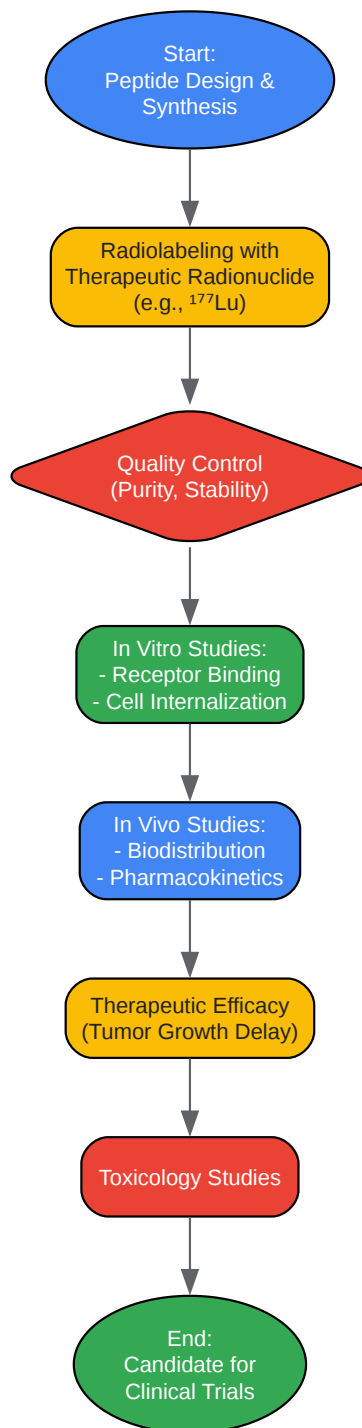 Start:
Peptide Design &
Synthesis
Radiolabeling with
Therapeutic Radionuclide
(e.g., ¹⁷⁷Lu)
Quality Control
(Purity, Stability)
In Vitro Studies:
- Receptor Binding
- Cell Internalization
In Vivo Studies:
- Biodistribution
- Pharmacokinetics
Therapeutic Efficacy
(Tumor Growth Delay)
Toxicology Studies
End:
Candidate for
Clinical Trials